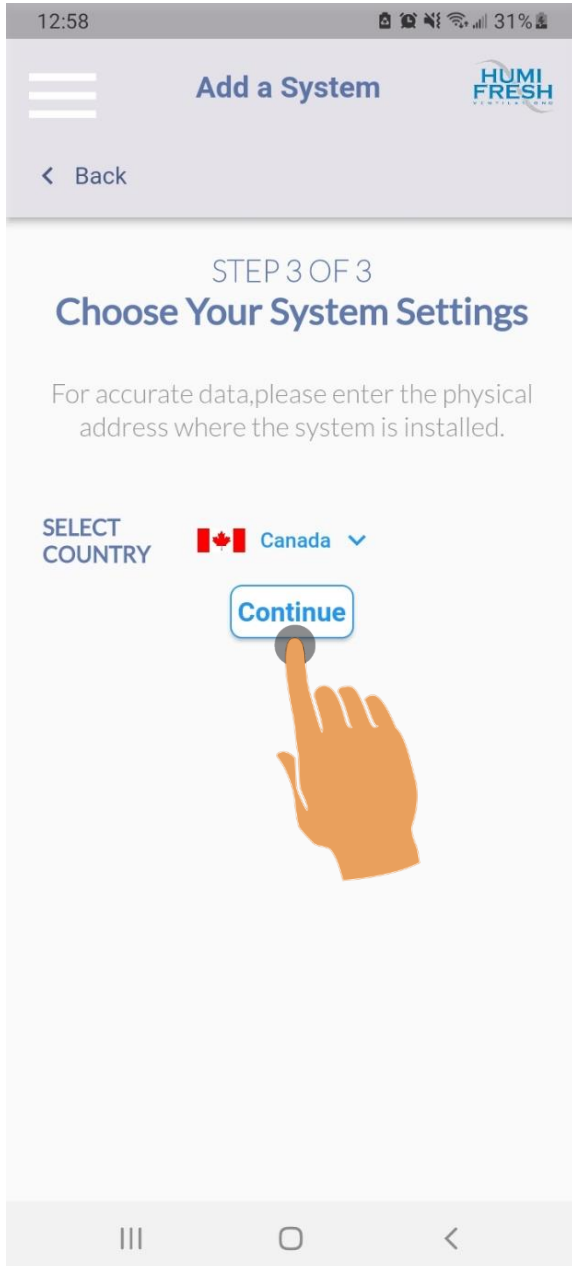 12:58
31%
Add a System
HUMI
FRESH
Back
STEP 3 OF 3
Choose Your System Settings
For accurate data,please enter the physical
address where the system is installed.
SELECT
COUNTRY
Canada
Continue